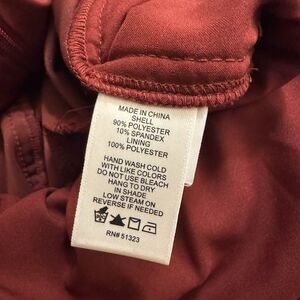 MADE IN CHINA
SHELL
90% POLYESTER
10% SPANDEX
LINING
100% POLYESTER
HAND WASH COLD
WITH LIKE COLORS
DO NOT USE BLEACH
HANG TO DRY
IN SHADE
LOW STEAM ON
REVERSE IF NEEDED
RN# 51323